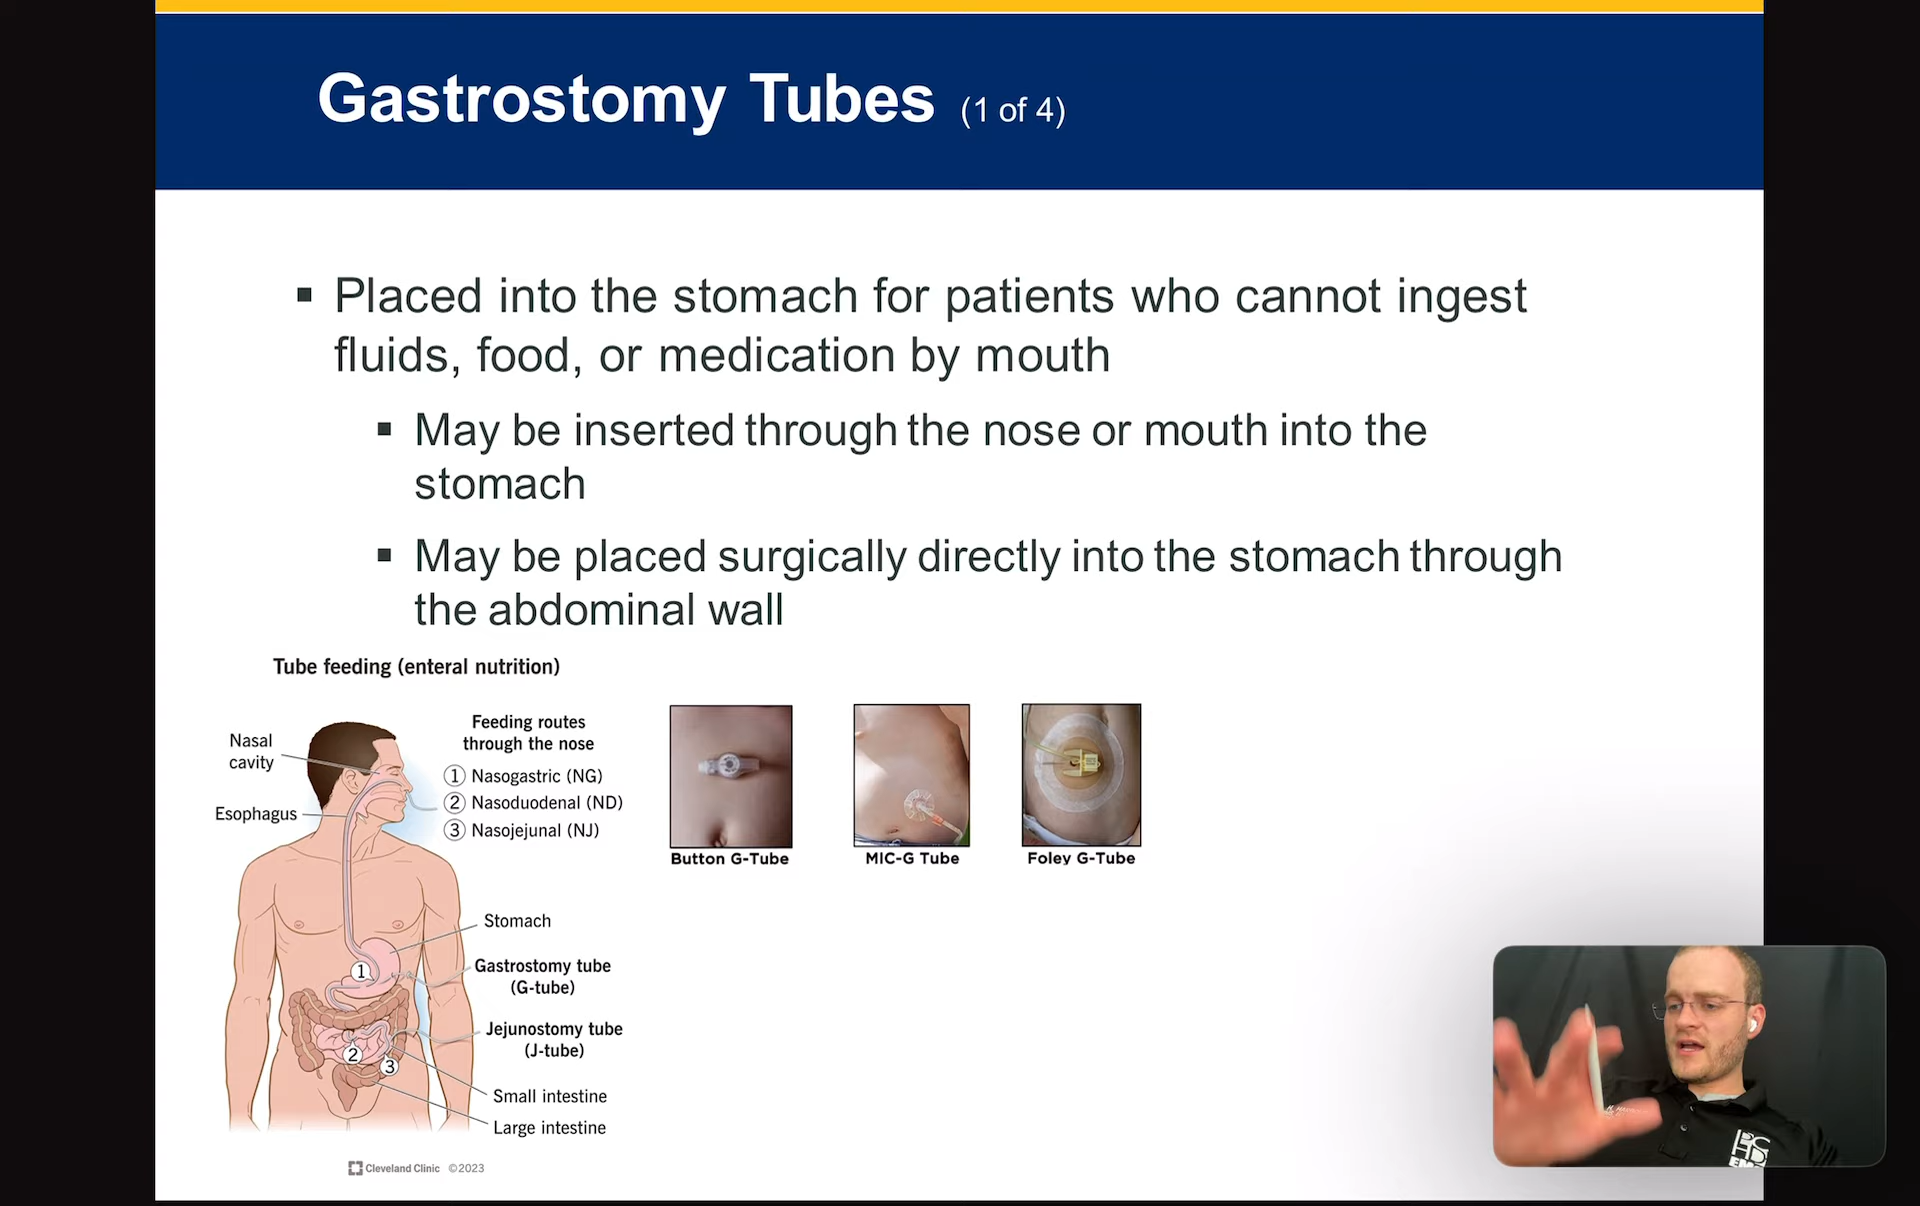 Gastrostomy Tubes (1 of 4)
▪ Placed into the stomach for patients who cannot ingest
fluids, food, or medication by mouth
▪ May be inserted through the nose or mouth into the
stomach
▪ May be placed surgically directly into the stomach through
the abdominal wall
Tube feeding (enteral nutrition)
Nasal
cavity
Esophagus
Feeding routes
through the nose
1 Nasogastric (NG)
2 Nasoduodenal (ND)
3 Nasojejunal (NJ)
Stomach
1
Gastrostomy tube
(G-tube)
Jejunostomy tube
(J-tube)
2
3
Small intestine
Large intestine
Cleveland Clinic ©2023
Button G-Tube
MIC-G Tube
Foley G-Tube